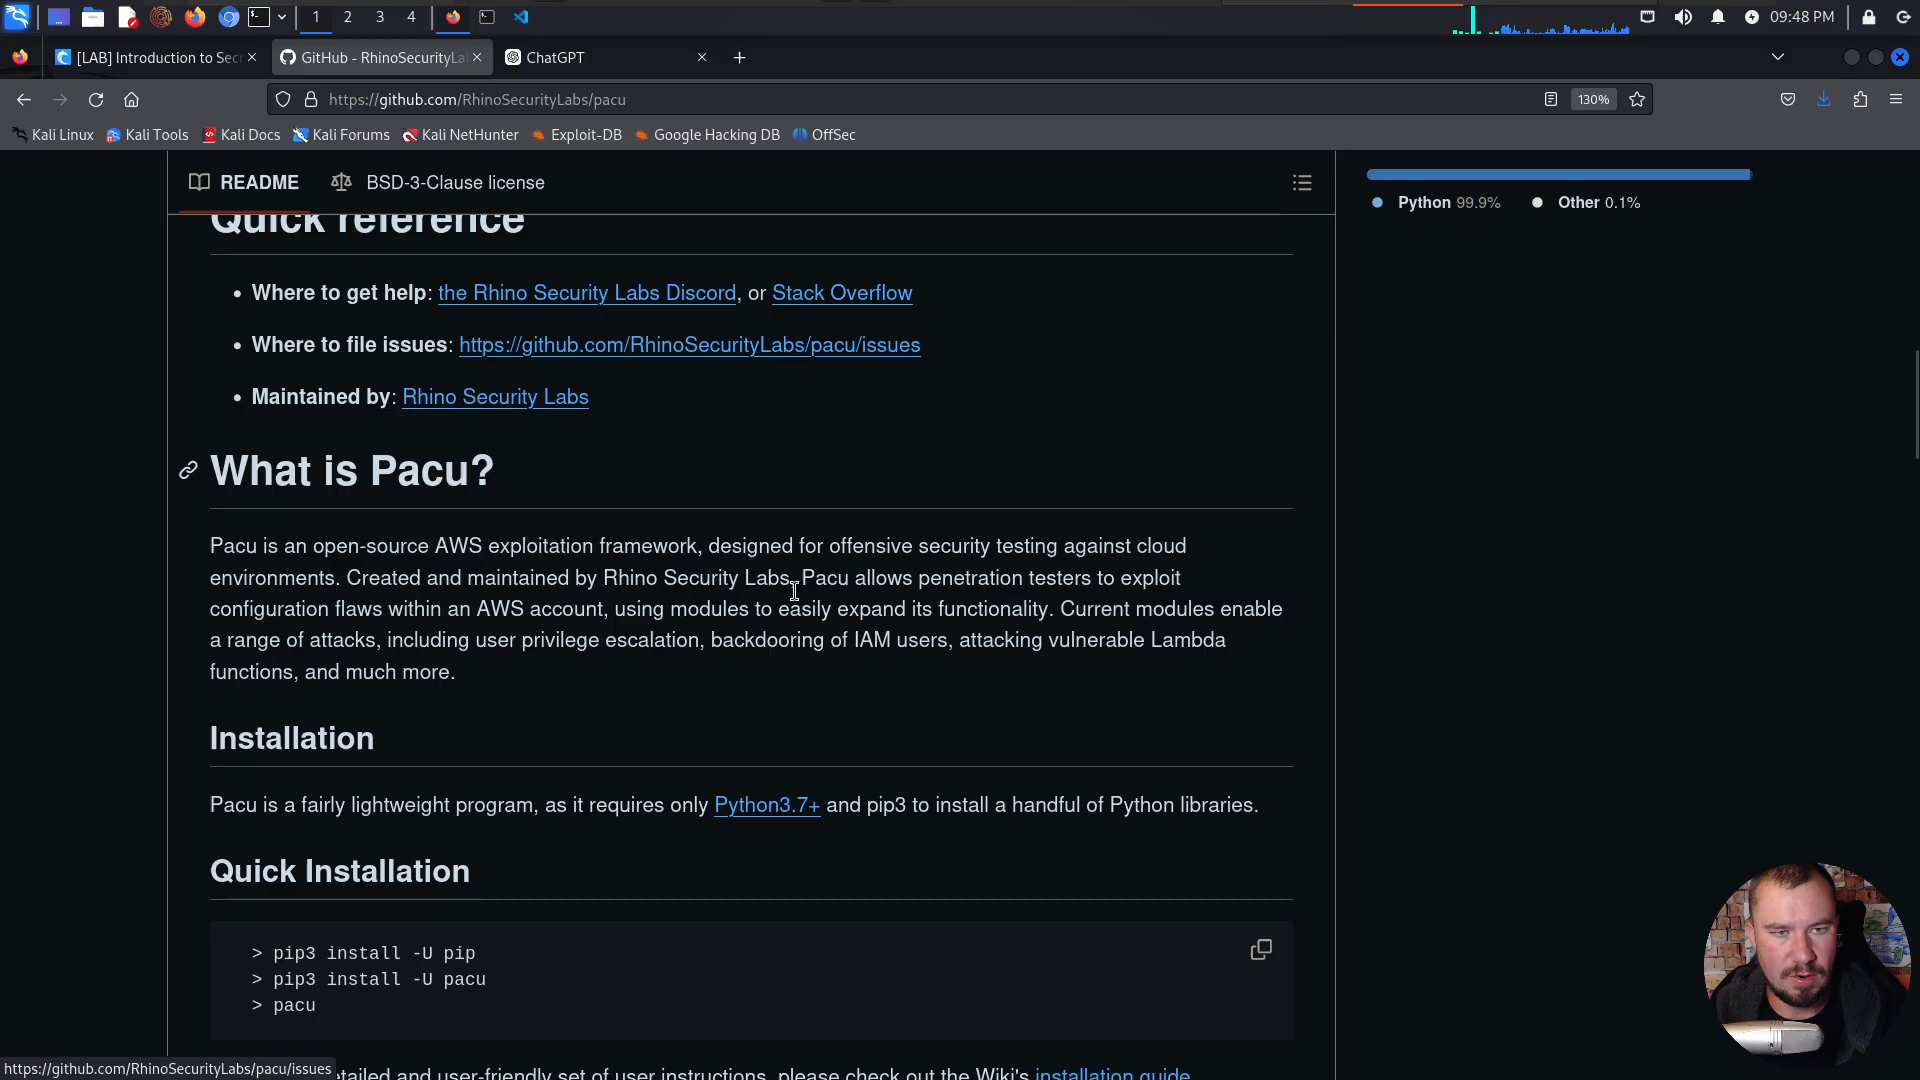 1 2 3 4
09:48 PM
[LAB] Introduction to Sec
GitHub - RhinoSecurityLa
ChatGPT
https://github.com/RhinoSecurityLabs/pacu
130%
Kali Linux Kali Tools Kali Docs Kali Forums Kali NetHunter Exploit-DB Google Hacking DB OffSec
README BSD-3-Clause license
Python 99.9% Other 0.1%
Quick reference
• Where to get help: the Rhino Security Labs Discord, or Stack Overflow
• Where to file issues: https://github.com/RhinoSecurityLabs/pacu/issues
• Maintained by: Rhino Security Labs
What is Pacu?
Pacu is an open-source AWS exploitation framework, designed for offensive security testing against cloud
environments. Created and maintained by Rhino Security Labs, Pacu allows penetration testers to exploit
configuration flaws within an AWS account, using modules to easily expand its functionality. Current modules enable
a range of attacks, including user privilege escalation, backdooring of IAM users, attacking vulnerable Lambda
functions, and much more.
Installation
Pacu is a fairly lightweight program, as it requires only Python3.7+ and pip3 to install a handful of Python libraries.
Quick Installation
> pip3 install -U pip
> pip3 install -U pacu
> pacu
https://github.com/RhinoSecurityLabs/pacu/issues
etailed and user-friendly set of user instructions, please check out the Wiki's installation guide